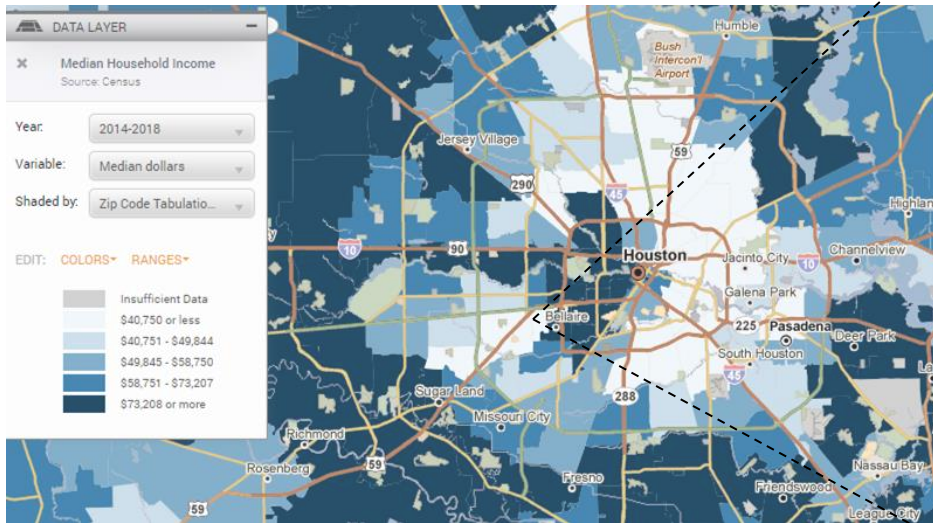 DATA LAYER
Median Household Income
Source: Census
Year:
2014-2018
Variable:
Median dollars
Shaded by:
Zip Code Tabulatio...
EDIT: COLORS RANGES
Insufficient Data
$40,750 or less
$40,751 - $49,844
$49,845 - $58,750
$58,751 - $73,207
$73,208 or more
Humble
Bush
Intercon'l
Airport
Jersey Village
59
290
45
Highlan
90
10
Houston
Jacinto City
Channelview
10
Galena Park
Bellaire
225
Pasadena
Deer Park
South Houston
La
45
Sugar Land
288
Missouri City
Richmond
59
Nassau Bay
Rosenberg
Fresno
Friendswood
59
League City